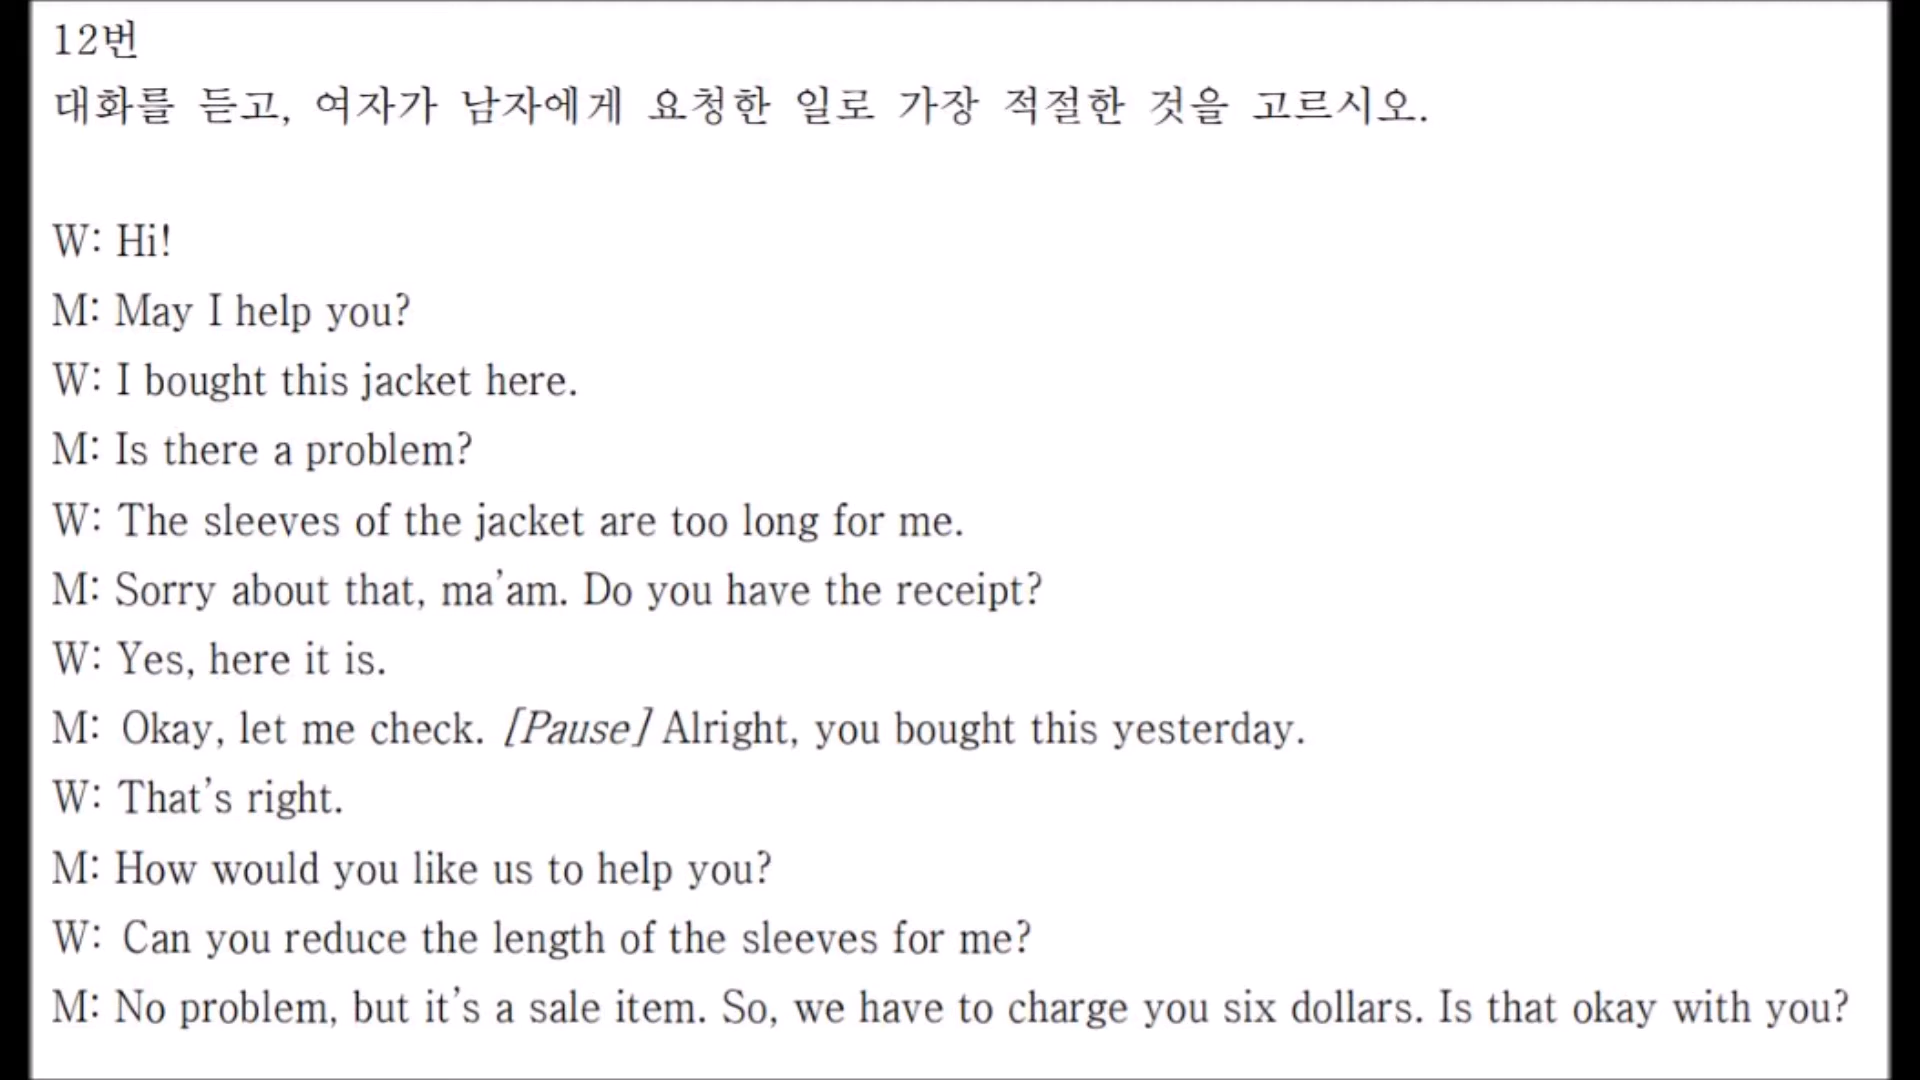 12번
대화를 듣고, 여자가 남자에게 요청한 일로 가장 적절한 것을 고르시오.
W: Hi!
M: May I help you?
W: I bought this jacket here.
M: Is there a problem?
W: The sleeves of the jacket are too long for me.
M: Sorry about that, ma'am. Do you have the receipt?
W: Yes, here it is.
M: Okay, let me check. [Pause] Alright, you bought this yesterday.
W: That's right.
M: How would you like us to help you?
W: Can you reduce the length of the sleeves for me?
M: No problem, but it's a sale item. So, we have to charge you six dollars. Is that okay with you?